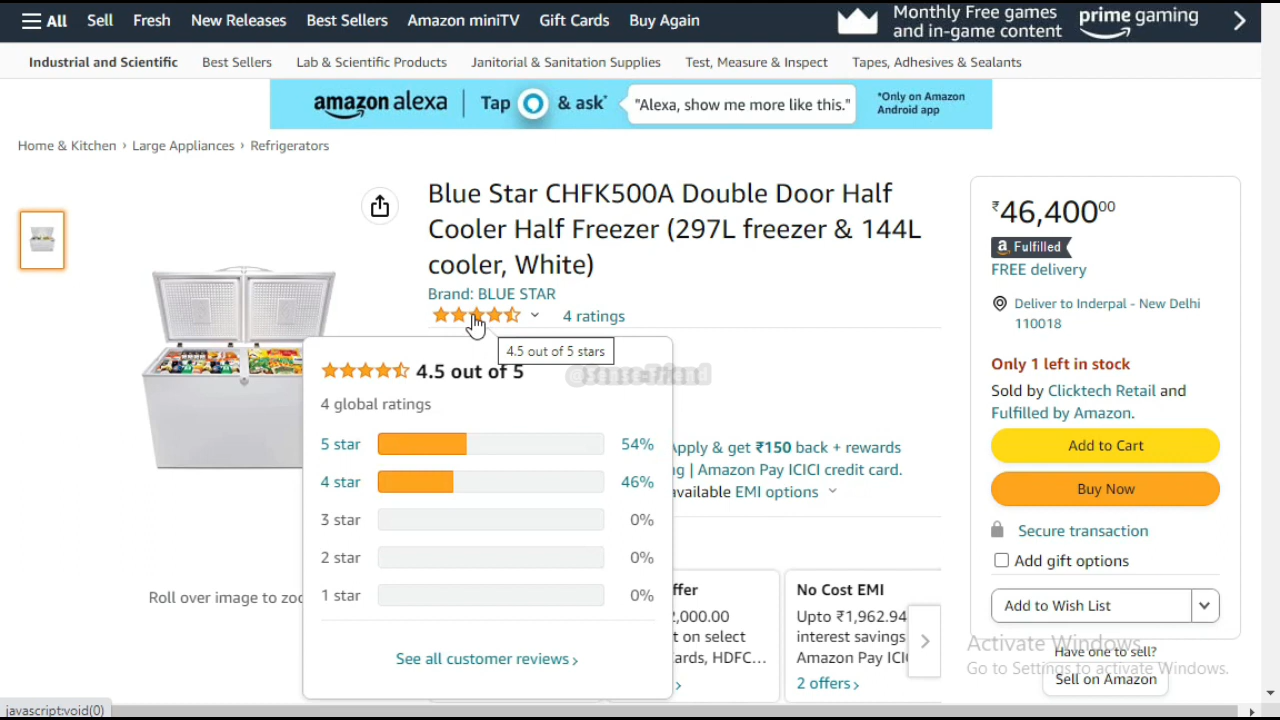 All Sell Fresh New Releases Best Sellers Amazon miniTV Gift Cards Buy Again
Monthly Free games
and in-game content
prime gaming
Industrial and Scientific Best Sellers Lab & Scientific Products Janitorial & Sanitation Supplies Test, Measure & Inspect Tapes, Adhesives & Sealants
amazon alexa Tap & ask* "Alexa, show me more like this."
*Only on Amazon
Android app
Home & Kitchen › Large Appliances › Refrigerators
Blue Star CHFK500A Double Door Half
Cooler Half Freezer (297L freezer & 144L
cooler, White)
Brand: BLUE STAR
4 ratings
4.5 out of 5 stars
4.5 out of 5
4 global ratings
5 star 54%
4 star 46%
3 star 0%
2 star 0%
1 star 0%
See all customer reviews ›
Apply & get ₹150 back + rewards
| Amazon Pay ICICI credit card.
available EMI options
Roll over image to
No Cost EMI
Upto ₹1,962.94
interest savings
Amazon Pay
2 offers ›
,000.00
t on select
HDFC...
₹46,40000
a Fulfilled
FREE delivery
Deliver to Inderpal - New Delhi
110018
Only 1 left in stock
Sold by Clicktech Retail and
Fulfilled by Amazon.
Add to Cart
Buy Now
Secure transaction
Add gift options
Add to Wish List
Have one to sell?
Sell on Amazon
Activate Windows
Go to Settings to activate Windows.
javascript:void(0)